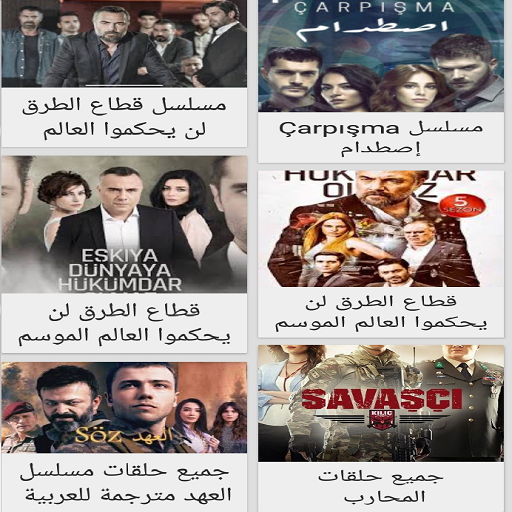 مسلسل قطاع الطرق
لن يحكموا العالم
ÇARPIŞMA
اصطدام
مسلسل Çarpışma
إصطدام
ESKIYA
DÜNYAYA
HÜKÜMDAR
قطاع الطرق لن
يحكموا العالم الموسم
HÜKÜMDAR
5
SEZON
قطاع الطرق لن
يحكموا العالم الموسم
Söz العهد
جميع حلقات مسلسل
العهد مترجمة للعربية
SAVAŞÇI
KILIÇ
جميع حلقات
المحارب